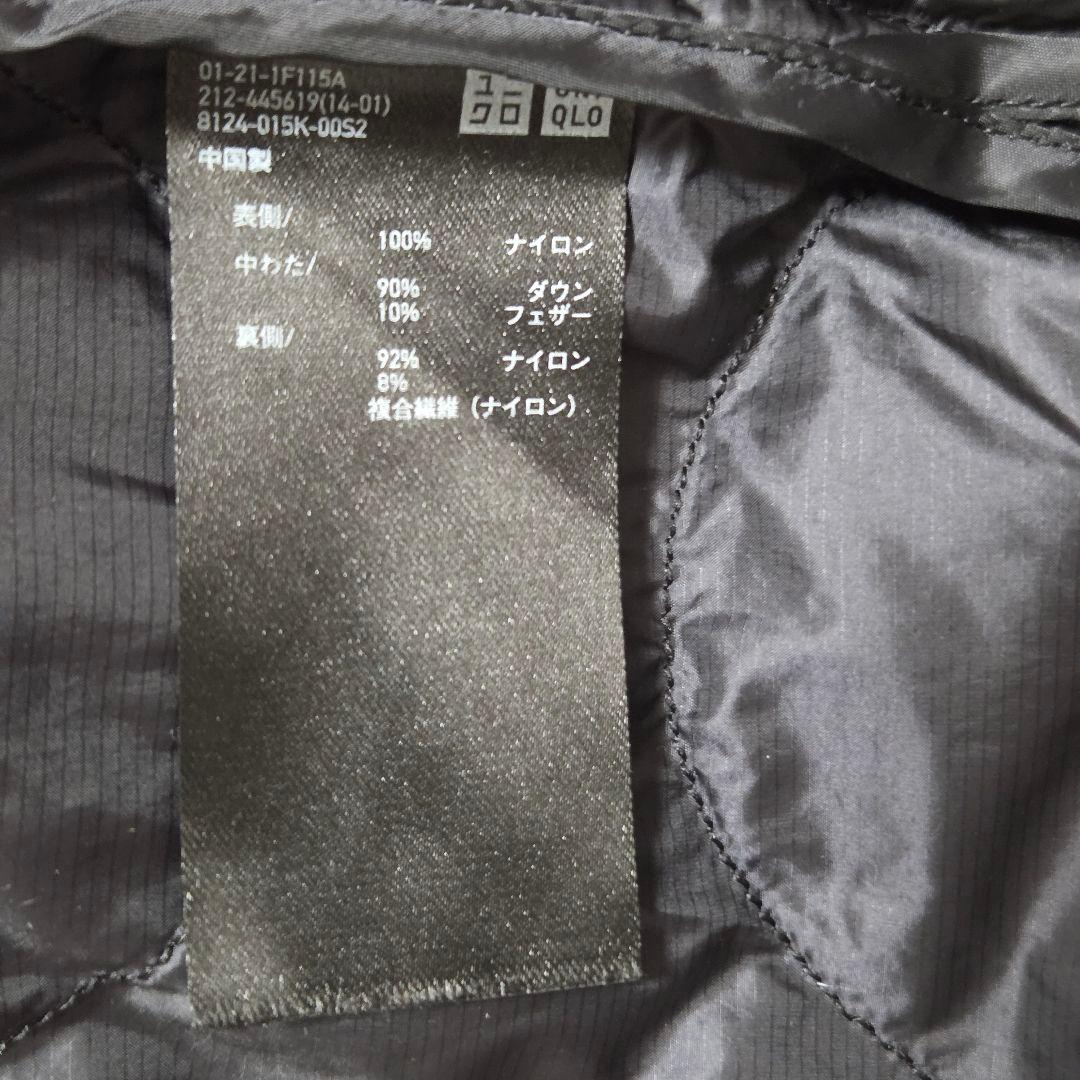 01-21-1F115A
212-445619(14-01)
8124-015K-00S2
ユニ
クロ
UNI
QLO
中国製
表側/
100% ナイロン
中わた/
90% ダウン
10% フェザー
裏側/
92% ナイロン
8%
複合繊維 (ナイロン)